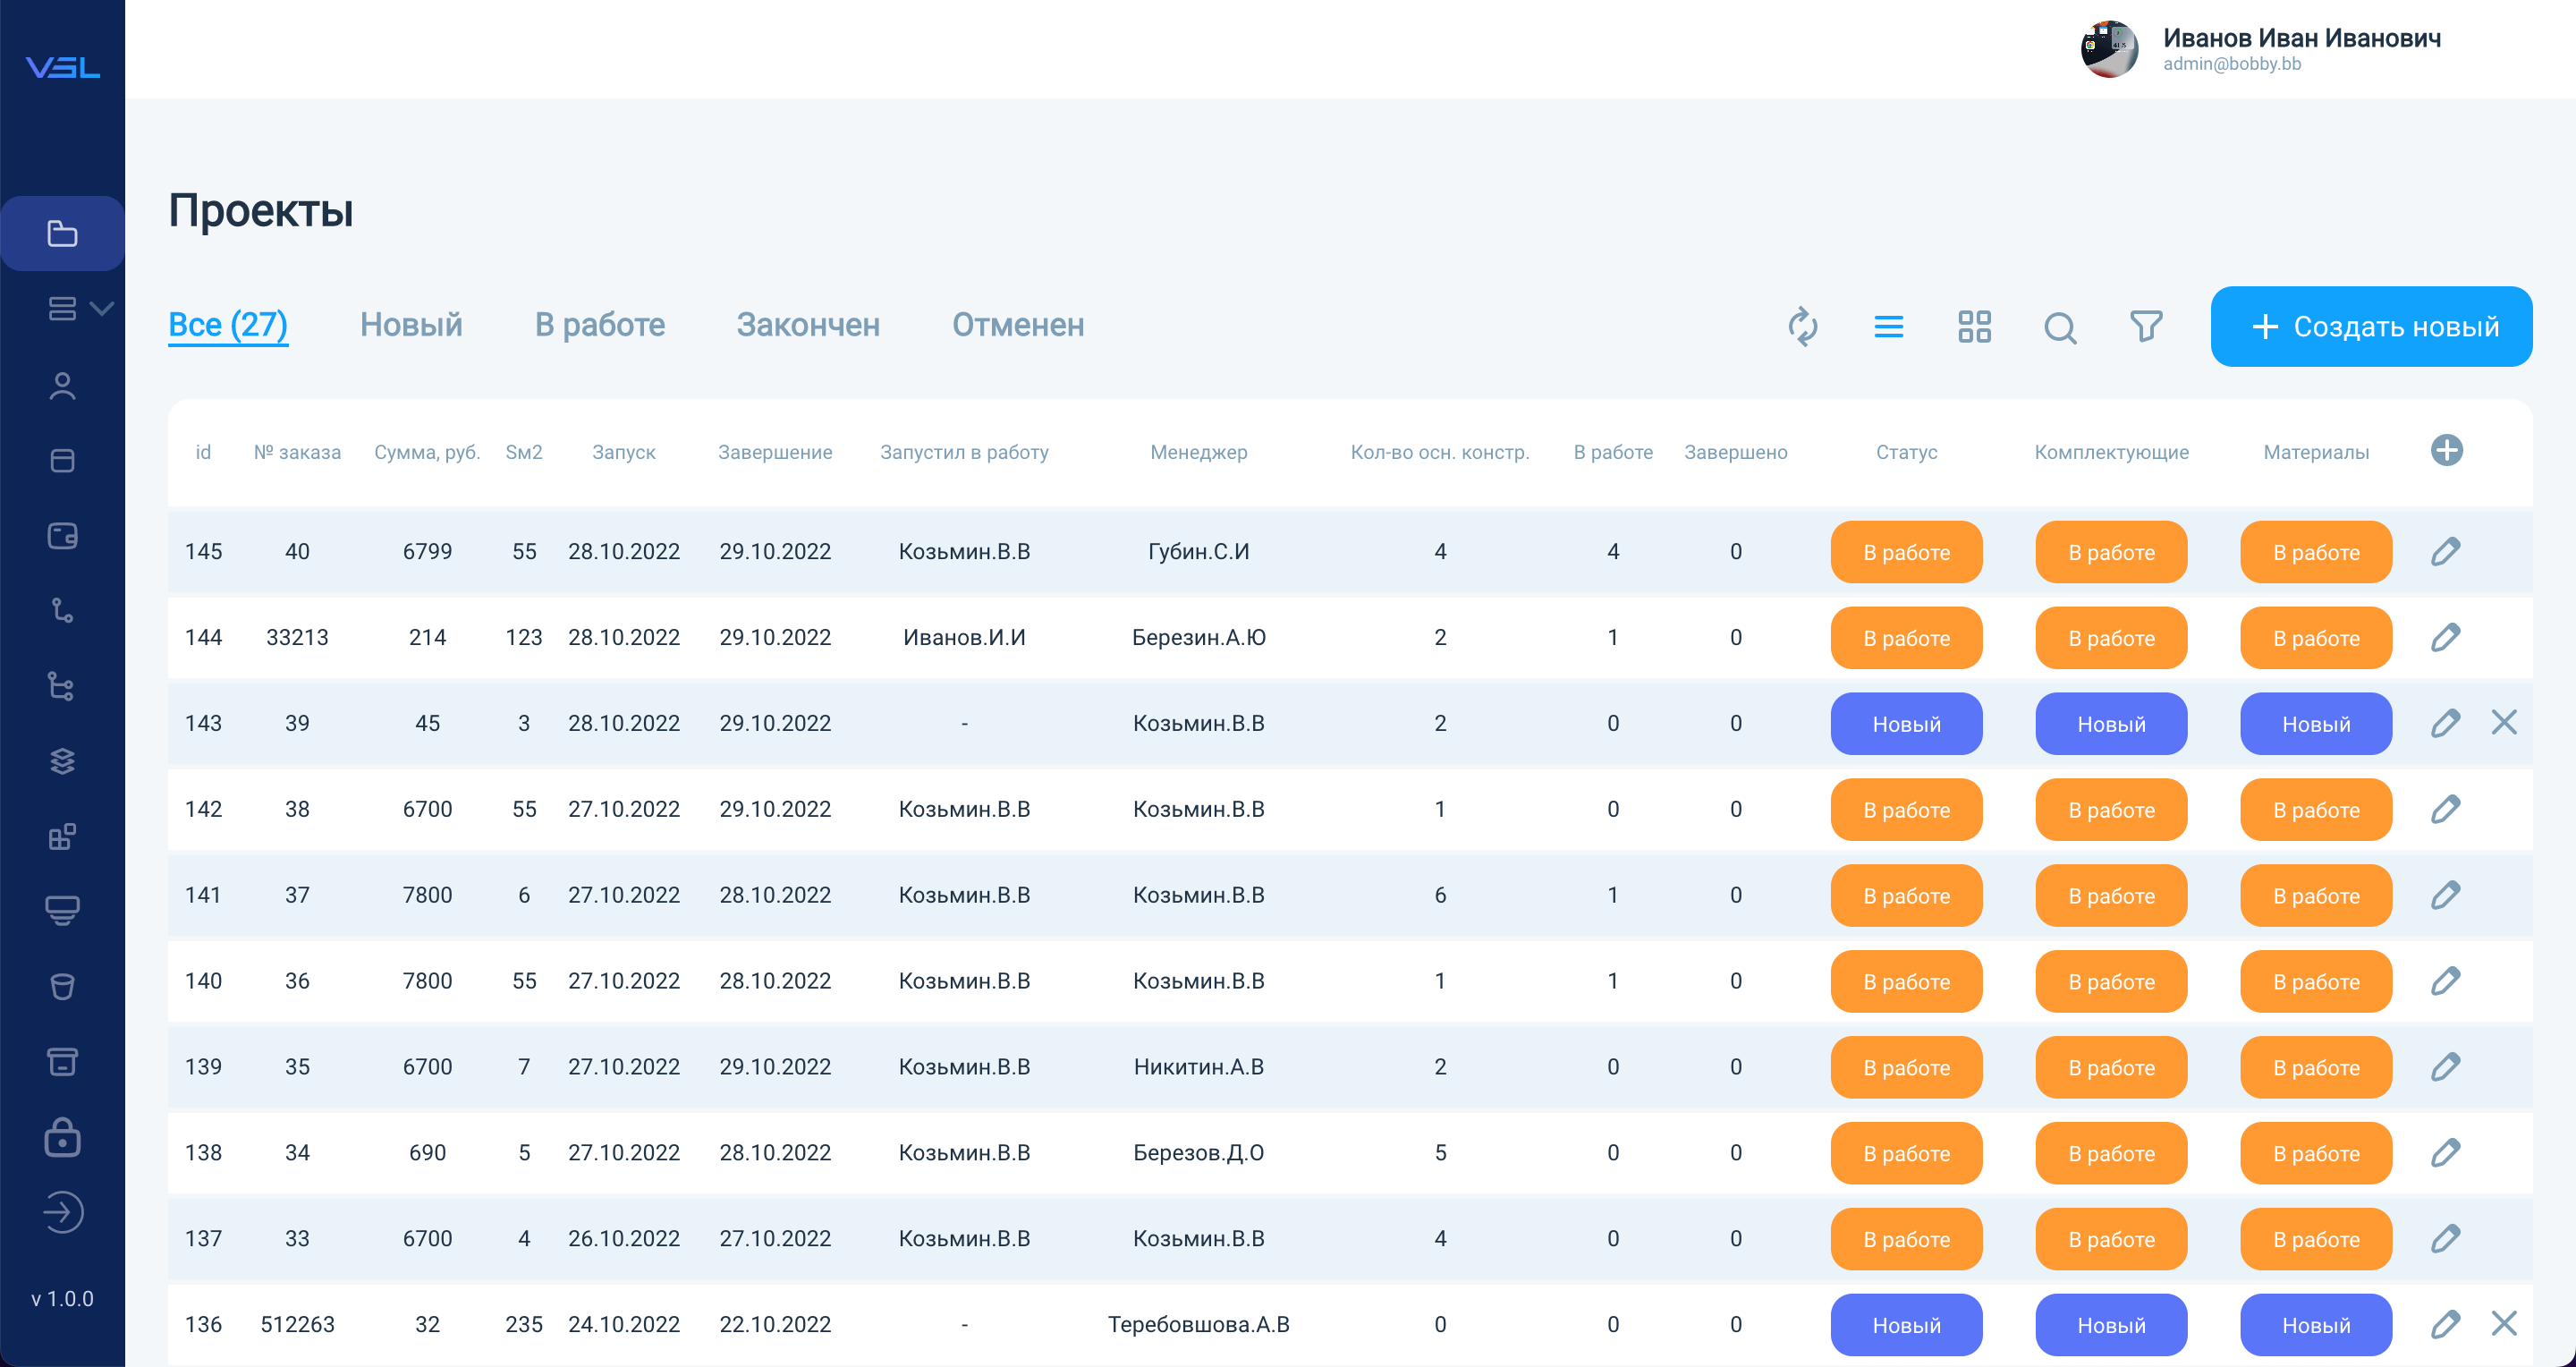 VSL
Иванов Иван Иванович
admin@bobby.bb
Проекты
Все (27) Новый В работе Закончен Отменен + Создать новый
id № заказа Сумма, руб. Sм2 Запуск Завершение Запустил в работу Менеджер Кол-во осн. констр. В работе Завершено Статус Комплектующие Материалы
145 40 6799 55 28.10.2022 29.10.2022 Козьмин.В.В Губин.С.И 4 4 0 В работе В работе В работе
144 33213 214 123 28.10.2022 29.10.2022 Иванов.И.И Березин.А.Ю 2 1 0 В работе В работе В работе
143 39 45 3 28.10.2022 29.10.2022 - Козьмин.В.В 2 0 0 Новый Новый Новый
142 38 6700 55 27.10.2022 29.10.2022 Козьмин.В.В Козьмин.В.В 1 0 0 В работе В работе В работе
141 37 7800 6 27.10.2022 28.10.2022 Козьмин.В.В Козьмин.В.В 6 1 0 В работе В работе В работе
140 36 7800 55 27.10.2022 28.10.2022 Козьмин.В.В Козьмин.В.В 1 1 0 В работе В работе В работе
139 35 6700 7 27.10.2022 29.10.2022 Козьмин.В.В Никитин.А.В 2 0 0 В работе В работе В работе
138 34 690 5 27.10.2022 28.10.2022 Козьмин.В.В Березов.Д.О 5 0 0 В работе В работе В работе
137 33 6700 4 26.10.2022 27.10.2022 Козьмин.В.В Козьмин.В.В 4 0 0 В работе В работе В работе
136 512263 32 235 24.10.2022 22.10.2022 - Теребовшова.А.В 0 0 0 Новый Новый Новый
v 1.0.0